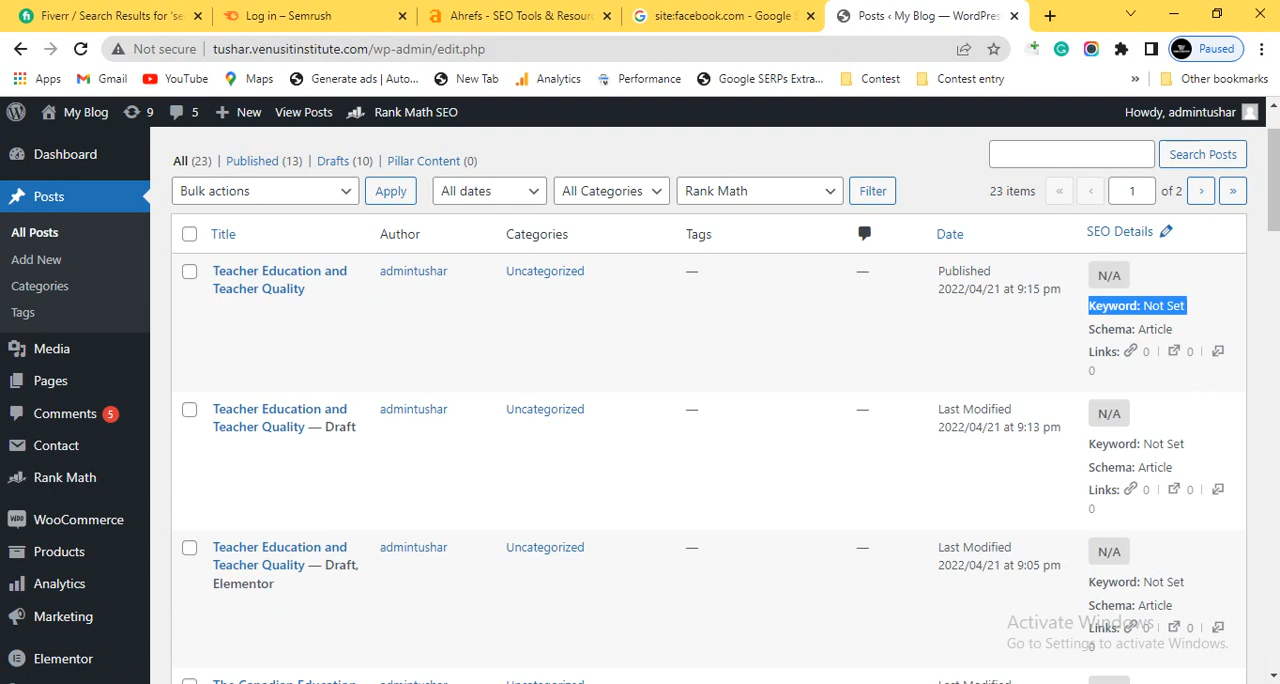 Fiverr / Search Results for 'se
Log in – Semrush
Ahrefs - SEO Tools & Resourc
site:facebook.com - Google S
Posts ‹ My Blog — WordPres
Not secure
tushar.venusitinstitute.com/wp-admin/edit.php
Paused
Apps
Gmail
YouTube
Maps
Generate ads | Auto...
New Tab
Analytics
Performance
Google SERPs Extra...
Contest
Contest entry
»
Other bookmarks
My Blog
9
5
New
View Posts
Rank Math SEO
Howdy, admintushar
Dashboard
Posts
All Posts
Add New
Categories
Tags
Media
Pages
Comments 5
Contact
Rank Math
WooCommerce
Products
Analytics
Marketing
Elementor
All (23) | Published (13) | Drafts (10) | Pillar Content (0)
Search Posts
Bulk actions
Apply
All dates
All Categories
Rank Math
Filter
23 items « ‹ 1 of 2 › »
Title
Author
Categories
Tags
Date
SEO Details
Teacher Education and
Teacher Quality
admintushar
Uncategorized
—
—
Published
2022/04/21 at 9:15 pm
N/A
Keyword: Not Set
Schema: Article
Links: 0 | 0 |
0
Teacher Education and
Teacher Quality — Draft
admintushar
Uncategorized
—
—
Last Modified
2022/04/21 at 9:13 pm
N/A
Keyword: Not Set
Schema: Article
Links: 0 | 0 |
0
Teacher Education and
Teacher Quality — Draft,
Elementor
admintushar
Uncategorized
—
—
Last Modified
2022/04/21 at 9:05 pm
N/A
Keyword: Not Set
Schema: Article
Links: 0 | 0 |
0
Activate Windows
Go to Settings to activate Windows.
The Canadian Education
admintushar
Uncategorized
Last Modified